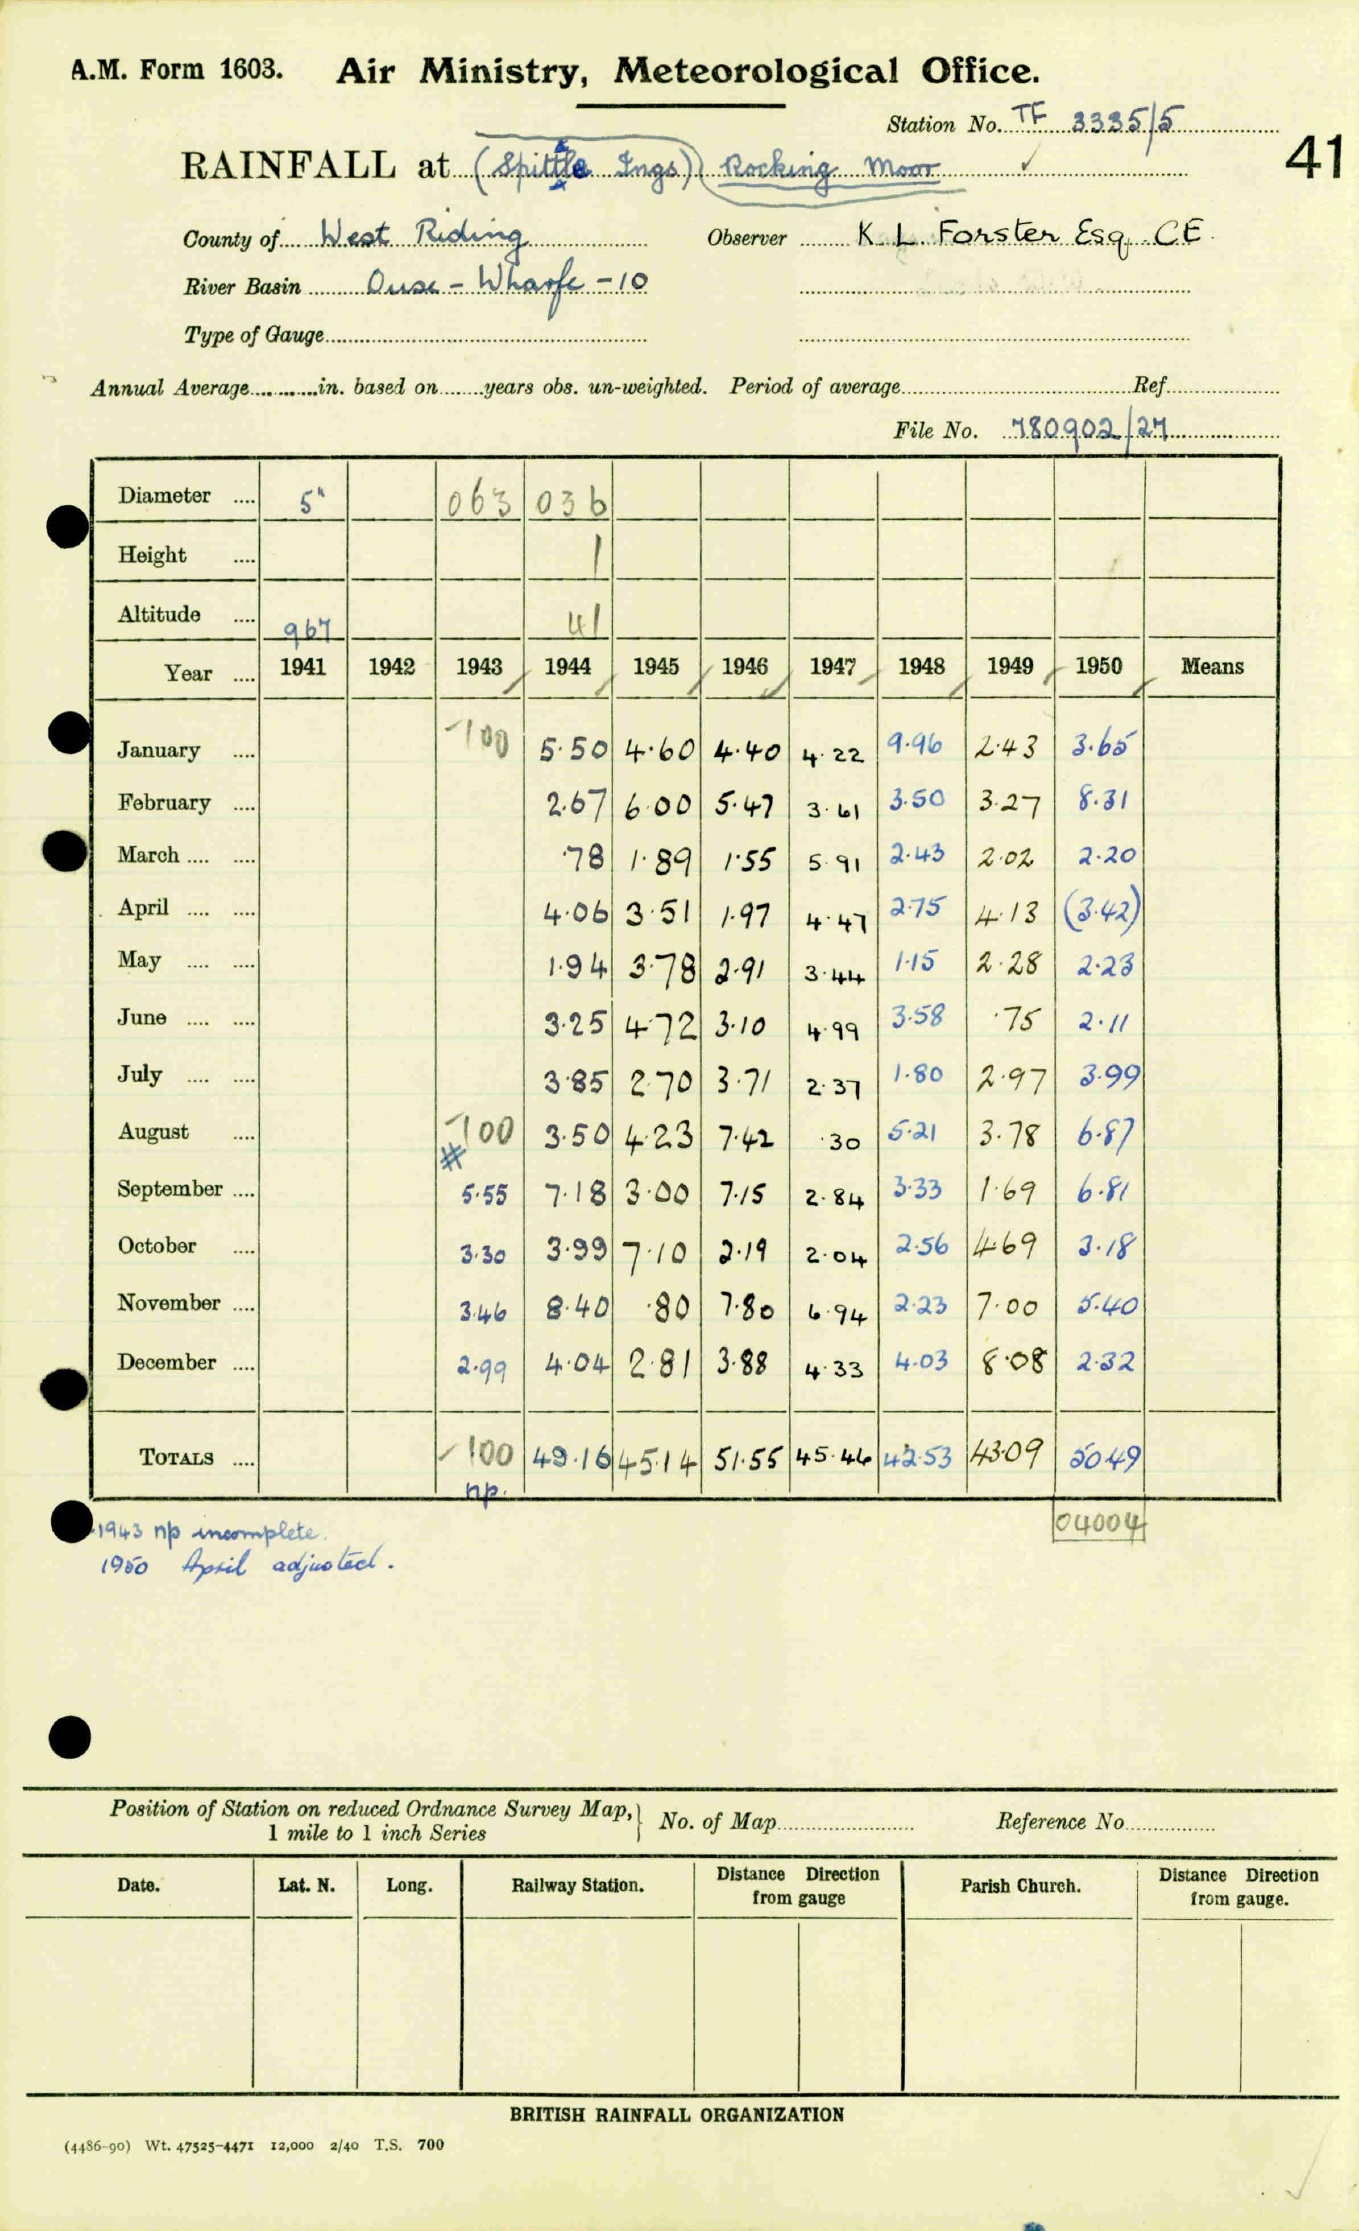 A.M. Form 1603. Air Ministry, Meteorological Office.
Station No. TF 3335/5
41
RAINFALL at (Spittle Ings) Rocking Moor
County of West Riding Observer K. L. Forster Esq. C.E.
River Basin Ouse - Wharfe - 10
Type of Gauge
Annual Average in. based on years obs. un-weighted. Period of average Ref
File No. 780902/27
Diameter .... 5" 063 036
Height .... 1
Altitude .... 967 41
Year .... 1941 1942 1943 1944 1945 1946 1947 1948 1949 1950 Means
January .... -100 5.50 4.60 4.40 4.22 9.96 2.43 3.65
February .... 2.67 6.00 5.47 3.61 3.50 3.27 8.31
March .... .... .78 1.89 1.55 5.91 2.43 2.02 2.20
April .... .... 4.06 3.51 1.97 4.47 2.75 4.13 (3.42)
May .... .... 1.94 3.78 2.91 3.44 1.15 2.28 2.23
June .... .... 3.25 4.72 3.10 4.99 3.58 .75 2.11
July .... .... 3.85 2.70 3.71 2.37 1.80 2.97 3.99
August .... -100 3.50 4.23 7.42 .30 5.21 3.78 6.87
#
September .... 5.55 7.18 3.00 7.15 2.84 3.33 1.69 6.81
October .... 3.30 3.99 7.10 2.19 2.04 2.56 4.69 3.18
November .... 3.46 8.40 .80 7.80 6.94 2.23 7.00 5.40
December .... 2.99 4.04 2.81 3.88 4.33 4.03 8.08 2.32
TOTALS .... -100 49.16 45.14 51.55 45.46 42.53 43.09 50.49
np.
04004
1943 np incomplete.
1950 April adjusted.
Position of Station on reduced Ordnance Survey Map, 1 mile to 1 inch Series } No. of Map Reference No.
Date. Lat. N. Long. Railway Station. Distance Direction from gauge Parish Church. Distance Direction from gauge.
BRITISH RAINFALL ORGANIZATION
(4486-90) Wt. 47525-4471 12,000 2/40 T.S. 700